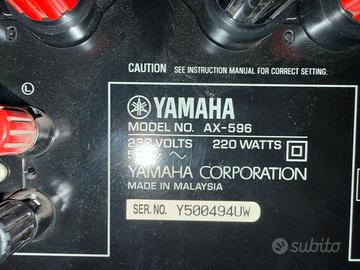 CAUTION SEE INSTRUCTION MANUAL FOR CORRECT SETTING.
YAMAHA
MODEL NO. AX-596
230 VOLTS 220 WATTS
YAMAHA CORPORATION
MADE IN MALAYSIA
SER. NO. Y500494UW
L
subito